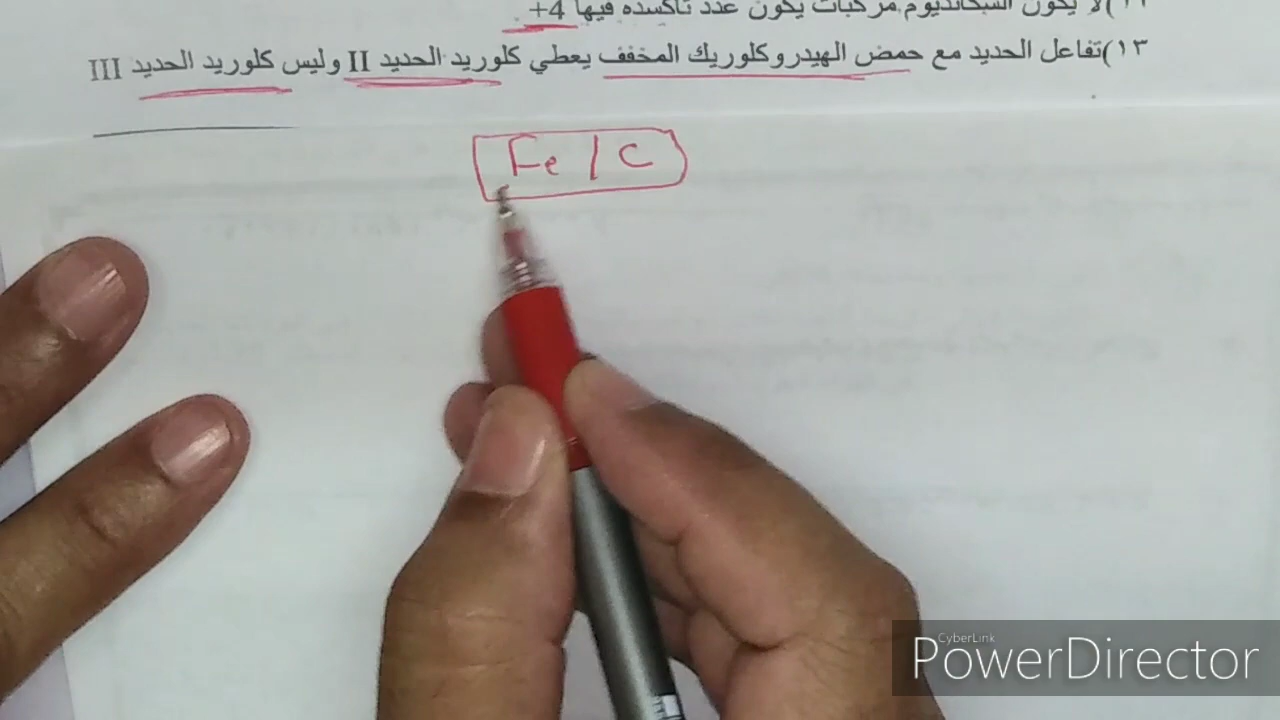 ١٢)لا يكون السكانديوم مركبات يكون عدد تأكسده فيها 4+
١٣)تفاعل الحديد مع حمض الهيدروكلوريك المخفف يعطي كلوريد الحديد II وليس كلوريد الحديد III
Fe / C
CyberLink
PowerDirector